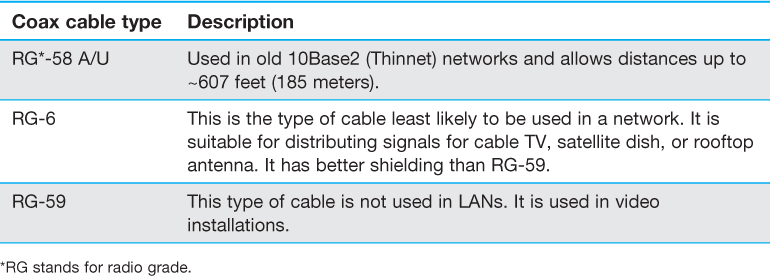 Coax cable type Description
RG*-58 A/U Used in old 10Base2 (Thinnet) networks and allows distances up to
~607 feet (185 meters).
RG-6 This is the type of cable least likely to be used in a network. It is
suitable for distributing signals for cable TV, satellite dish, or rooftop
antenna. It has better shielding than RG-59.
RG-59 This type of cable is not used in LANs. It is used in video
installations.
*RG stands for radio grade.